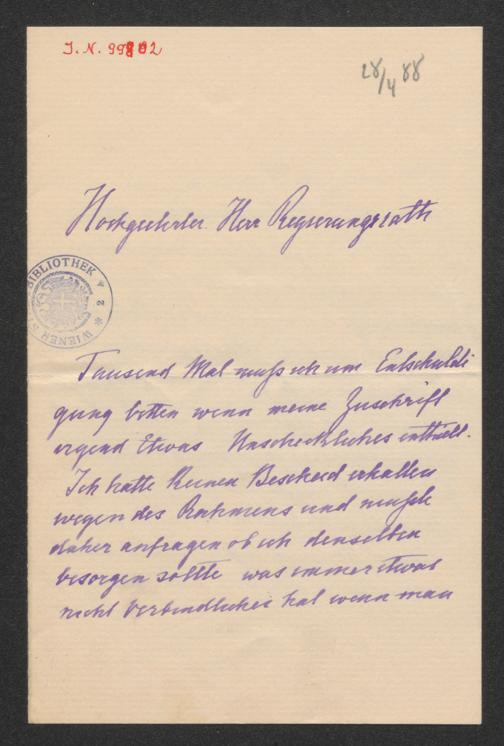 J. N. 99802
28/4 88
Hochgeehrter Herr Regierungsrath
BIBLIOTHEK * 2 * WIENER S
Tausend Mal muß ich um Entschuldi
gung bitten wenn meine Zuschrift
irgend Etwas enthielt.
Ich hatte keinen Bescheid erhalten
wegen des Rahmens und mußte
daher anfragen ob ich denselben
besorgen sollte was immer etwas
nicht Verbindliches hat wenn man